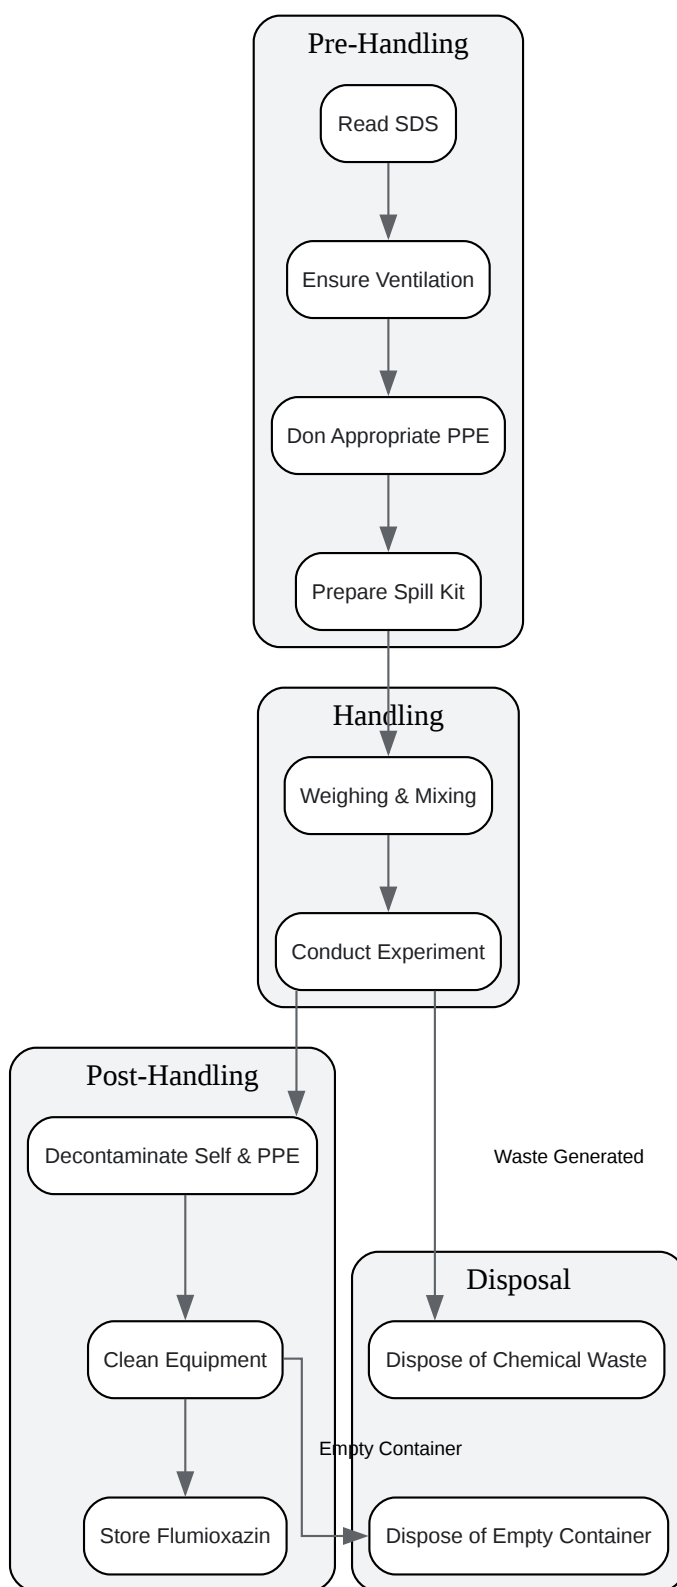 Pre-Handling
Read SDS
Ensure Ventilation
Don Appropriate PPE
Prepare Spill Kit
Handling
Weighing & Mixing
Conduct Experiment
Post-Handling
Decontaminate Self & PPE
Waste Generated
Disposal
Clean Equipment
Dispose of Chemical Waste
Empty Container
Store Flumioxazin
Dispose of Empty Container